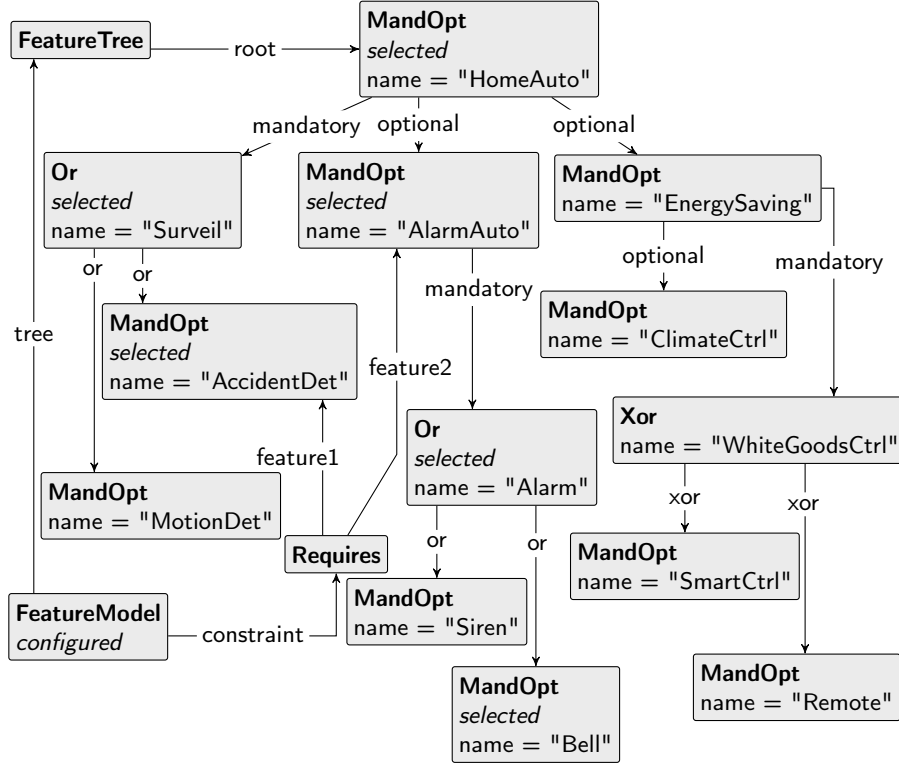 FeatureTree
root
MandOpt
selected
name = "HomeAuto"
mandatory
optional
optional
Or
selected
name = "Surveil"
MandOpt
selected
name = "AlarmAuto"
MandOpt
name = "EnergySaving"
or
or
mandatory
optional
mandatory
tree
MandOpt
selected
name = "AccidentDet"
feature2
MandOpt
name = "ClimateCtrl"
feature1
Or
selected
name = "Alarm"
Xor
name = "WhiteGoodsCtrl"
MandOpt
name = "MotionDet"
xor
xor
Requires
or
or
MandOpt
name = "SmartCtrl"
FeatureModel
configured
constraint
MandOpt
name = "Siren"
MandOpt
selected
name = "Bell"
MandOpt
name = "Remote"